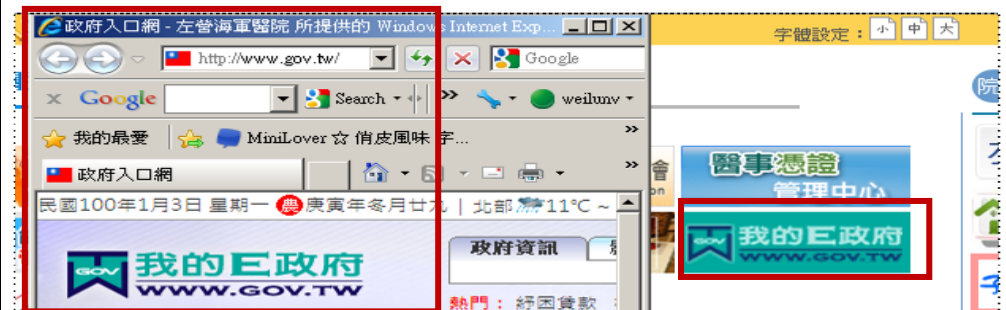 政府入口網 - 左營海軍醫院 所提供的 Windows Internet Exp...
字體設定：小 中 大
http://www.gov.tw/
Google
院
x Google
Search
»
weilunv
我的最愛
MiniLover ☆ 俏皮風味 字...
»
政府入口網
»
會
on
醫事憑證
管理中心
民國100年1月3日 星期一 農 庚寅年冬月廿九 | 北部 11°C ~
政府資訊
GOV 我的E政府
WWW.GOV.TW
我的E政府
WWW.GOV.TW
熱門： 紓困貸款
子